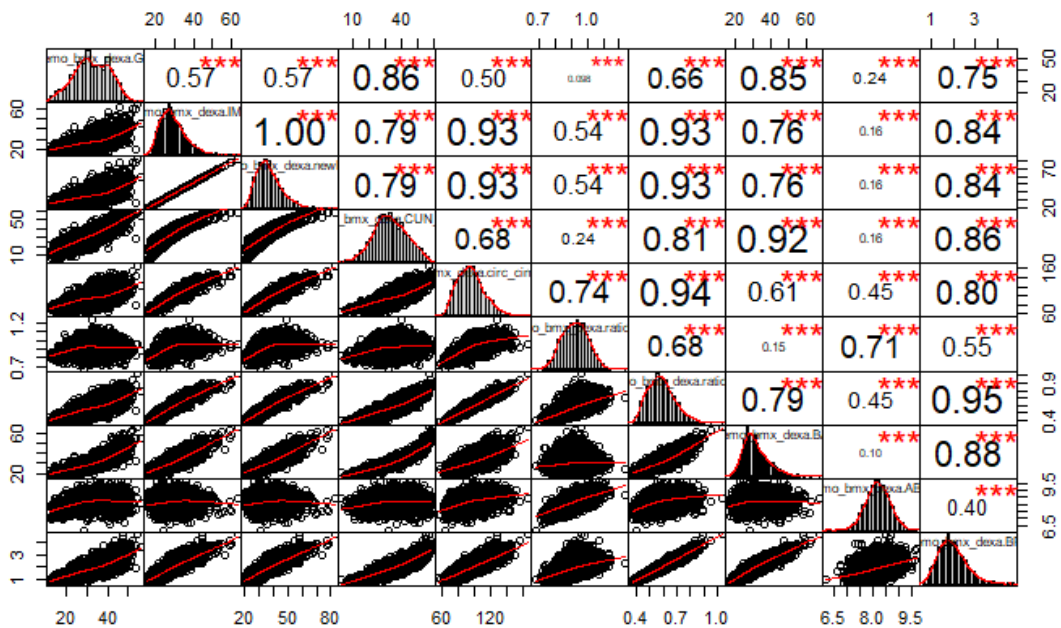 20 40 60 10 40 0.7 1.0 20 40 60 1 3
mo_bmx_dexa.G 0.57 *** 0.57 *** 0.86 *** 0.50 *** 0.098 *** 0.66 *** 0.85 *** 0.24 *** 0.75 *** 20 50
20 60 mo_bmx_dexa.IM 1.00 *** 0.79 *** 0.93 *** 0.54 *** 0.93 *** 0.76 *** 0.16 *** 0.84 ***
o_bmx_dexa.new 0.79 *** 0.93 *** 0.54 *** 0.93 *** 0.76 *** 0.16 *** 0.84 *** 20 70
10 50 0.68 *** 0.24 *** 0.81 *** 0.92 *** 0.16 *** 0.86 ***
mx_dexa.circ_cin 0.74 *** 0.94 *** 0.61 *** 0.45 *** 0.80 *** 60 160
0.7 1.2 o_bmx_dexa.ratio 0.68 *** 0.15 *** 0.71 *** 0.55 ***
mo_bmx_dexa.ratio 0.79 *** 0.45 *** 0.95 *** 0.4 0.9
20 60 emo_bmx_dexa.B 0.10 *** 0.88 ***
mo_bmx_dexa.AB 0.40 *** 6.5 9.5
1 3 mo_bmx_dexa.B
20 40 20 50 80 60 120 0.4 0.7 1.0 6.5 8.0 9.5